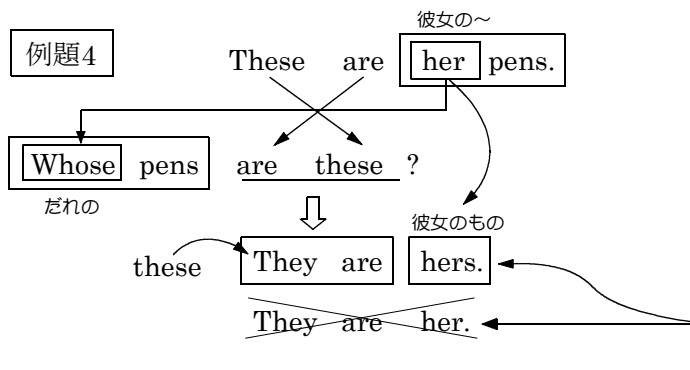 例題4
彼女の～
These are her pens.
Whose pens are these ?
だれの
彼女のもの
these They are hers.
They are her.